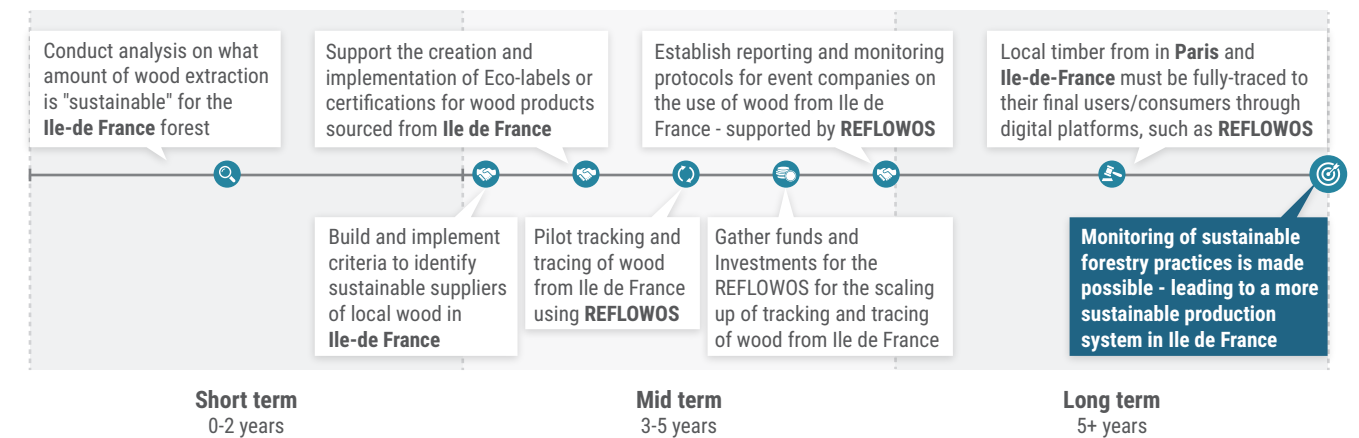 Conduct analysis on what
amount of wood extraction
is "sustainable" for the
Ile-de France forest
Support the creation and
implementation of Eco-labels or
certifications for wood products
sourced from Ile de France
Establish reporting and monitoring
protocols for event companies on
the use of wood from Ile de
France - supported by REFLOWOS
Local timber from in Paris and
Ile-de-France must be fully-traced to
their final users/consumers through
digital platforms, such as REFLOWOS
Build and implement
criteria to identify
sustainable suppliers
of local wood in
Ile-de France
Pilot tracking and
tracing of wood
from Ile de France
using REFLOWOS
Gather funds and
Investments for the
REFLOWOS for the scaling
up of tracking and tracing
of wood from Ile de France
Monitoring of sustainable
forestry practices is made
possible - leading to a more
sustainable production
system in Ile de France
Short term
0-2 years
Mid term
3-5 years
Long term
5+ years